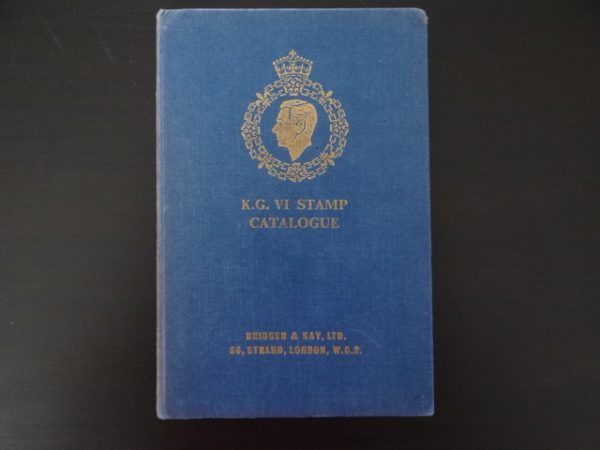 K.G. VI STAMP
CATALOGUE
BRIDGER & KAY, LTD.
86, STRAND, LONDON, W.C.2.